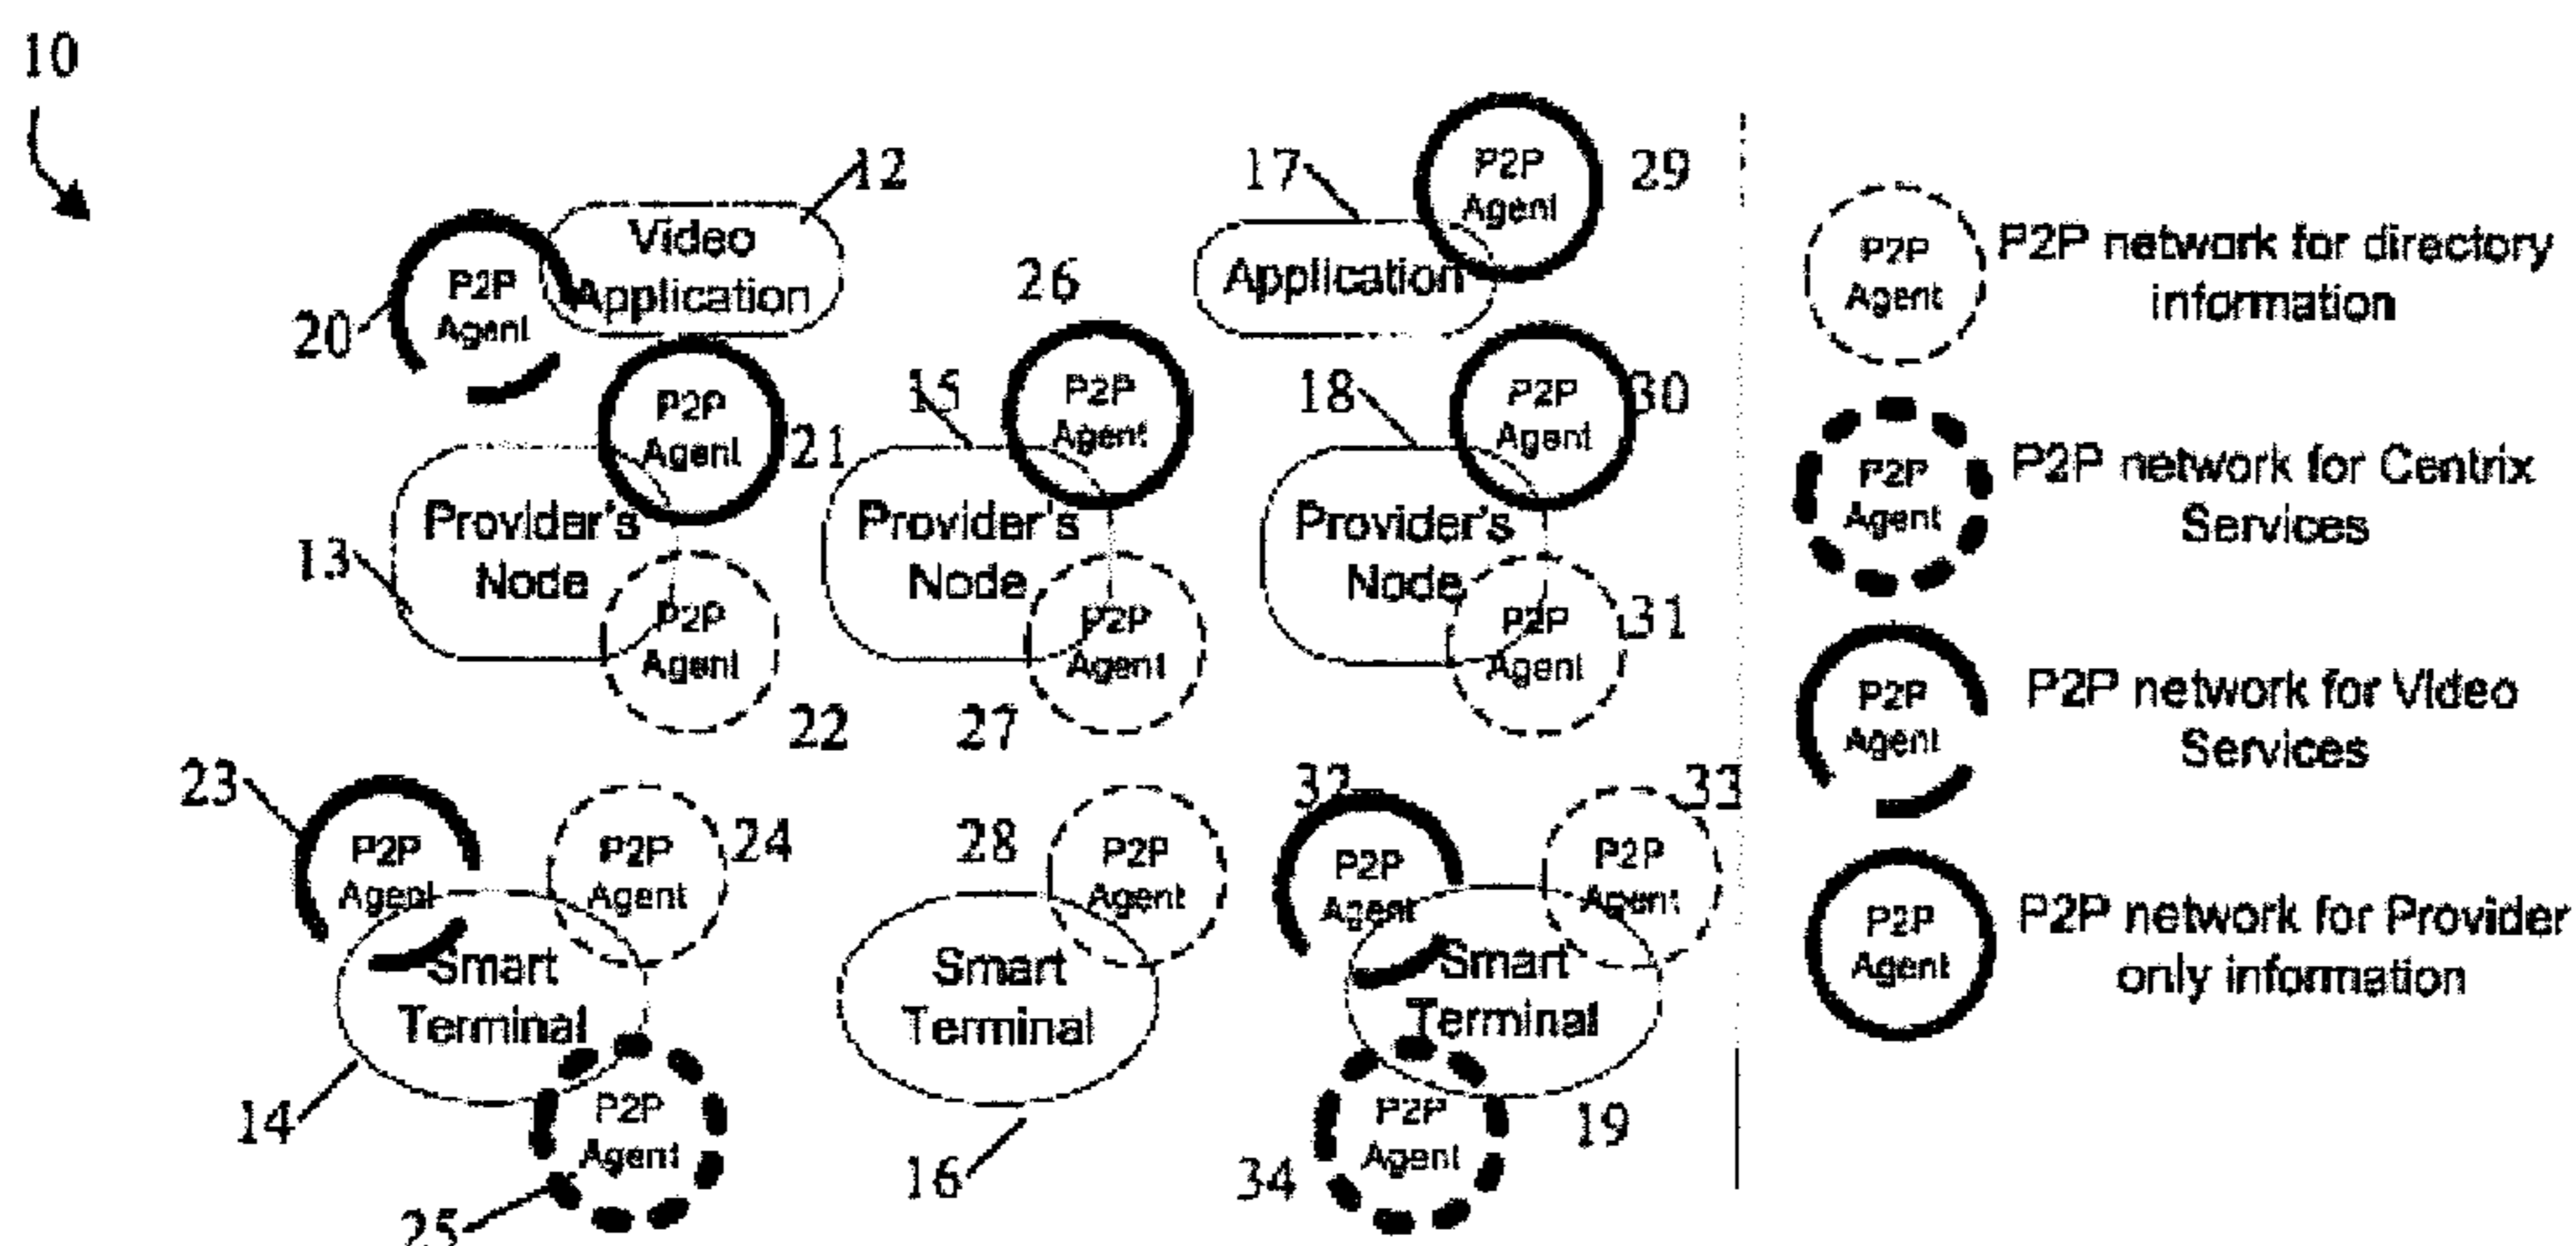 10
12
Video
Application
P2P
Agent
20
17
Application
P2P
Agent
29
P2P
Agent
21
Provider's
Node
13
P2P
Agent
22
15
26
P2P
Agent
Provider's
Node
P2P
Agent
27
18
P2P
Agent
30
Provider's
Node
P2P
Agent
31
23
P2P
Agent
P2P
Agent
24
Smart
Terminal
14
P2P
Agent
25
28
P2P
Agent
Smart
Terminal
16
32
P2P
Agent
P2P
Agent
33
Smart
Terminal
19
P2P
Agent
34
P2P
Agent
P2P network for directory
information
P2P
Agent
P2P network for Centrix
Services
P2P
Agent
P2P network for Video
Services
P2P
Agent
P2P network for Provider
only information